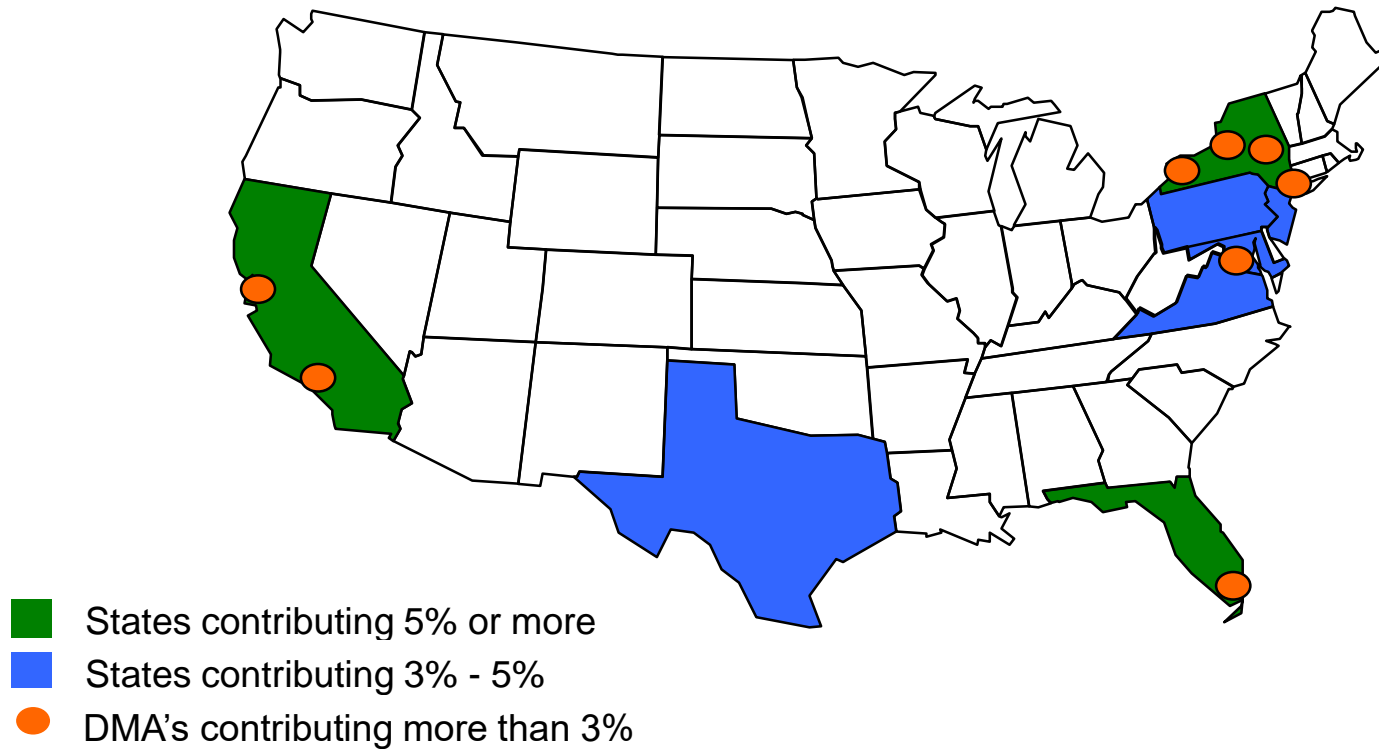 States contributing 5% or more
States contributing 3% - 5%
DMA's contributing more than 3%